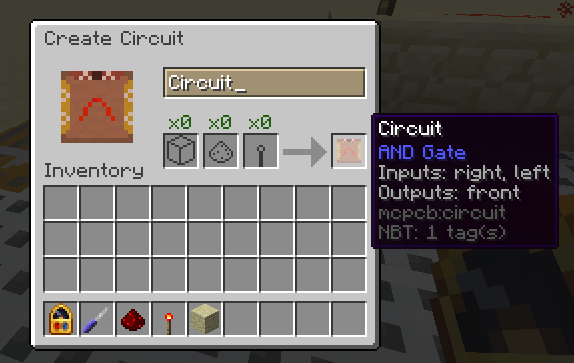 Create Circuit
Circuit_
x0 x0 x0
Circuit
AND Gate
Inputs: right, left
Outputs: front
mcpcb:circuit
NBT: 1 tag(s)
Inventory